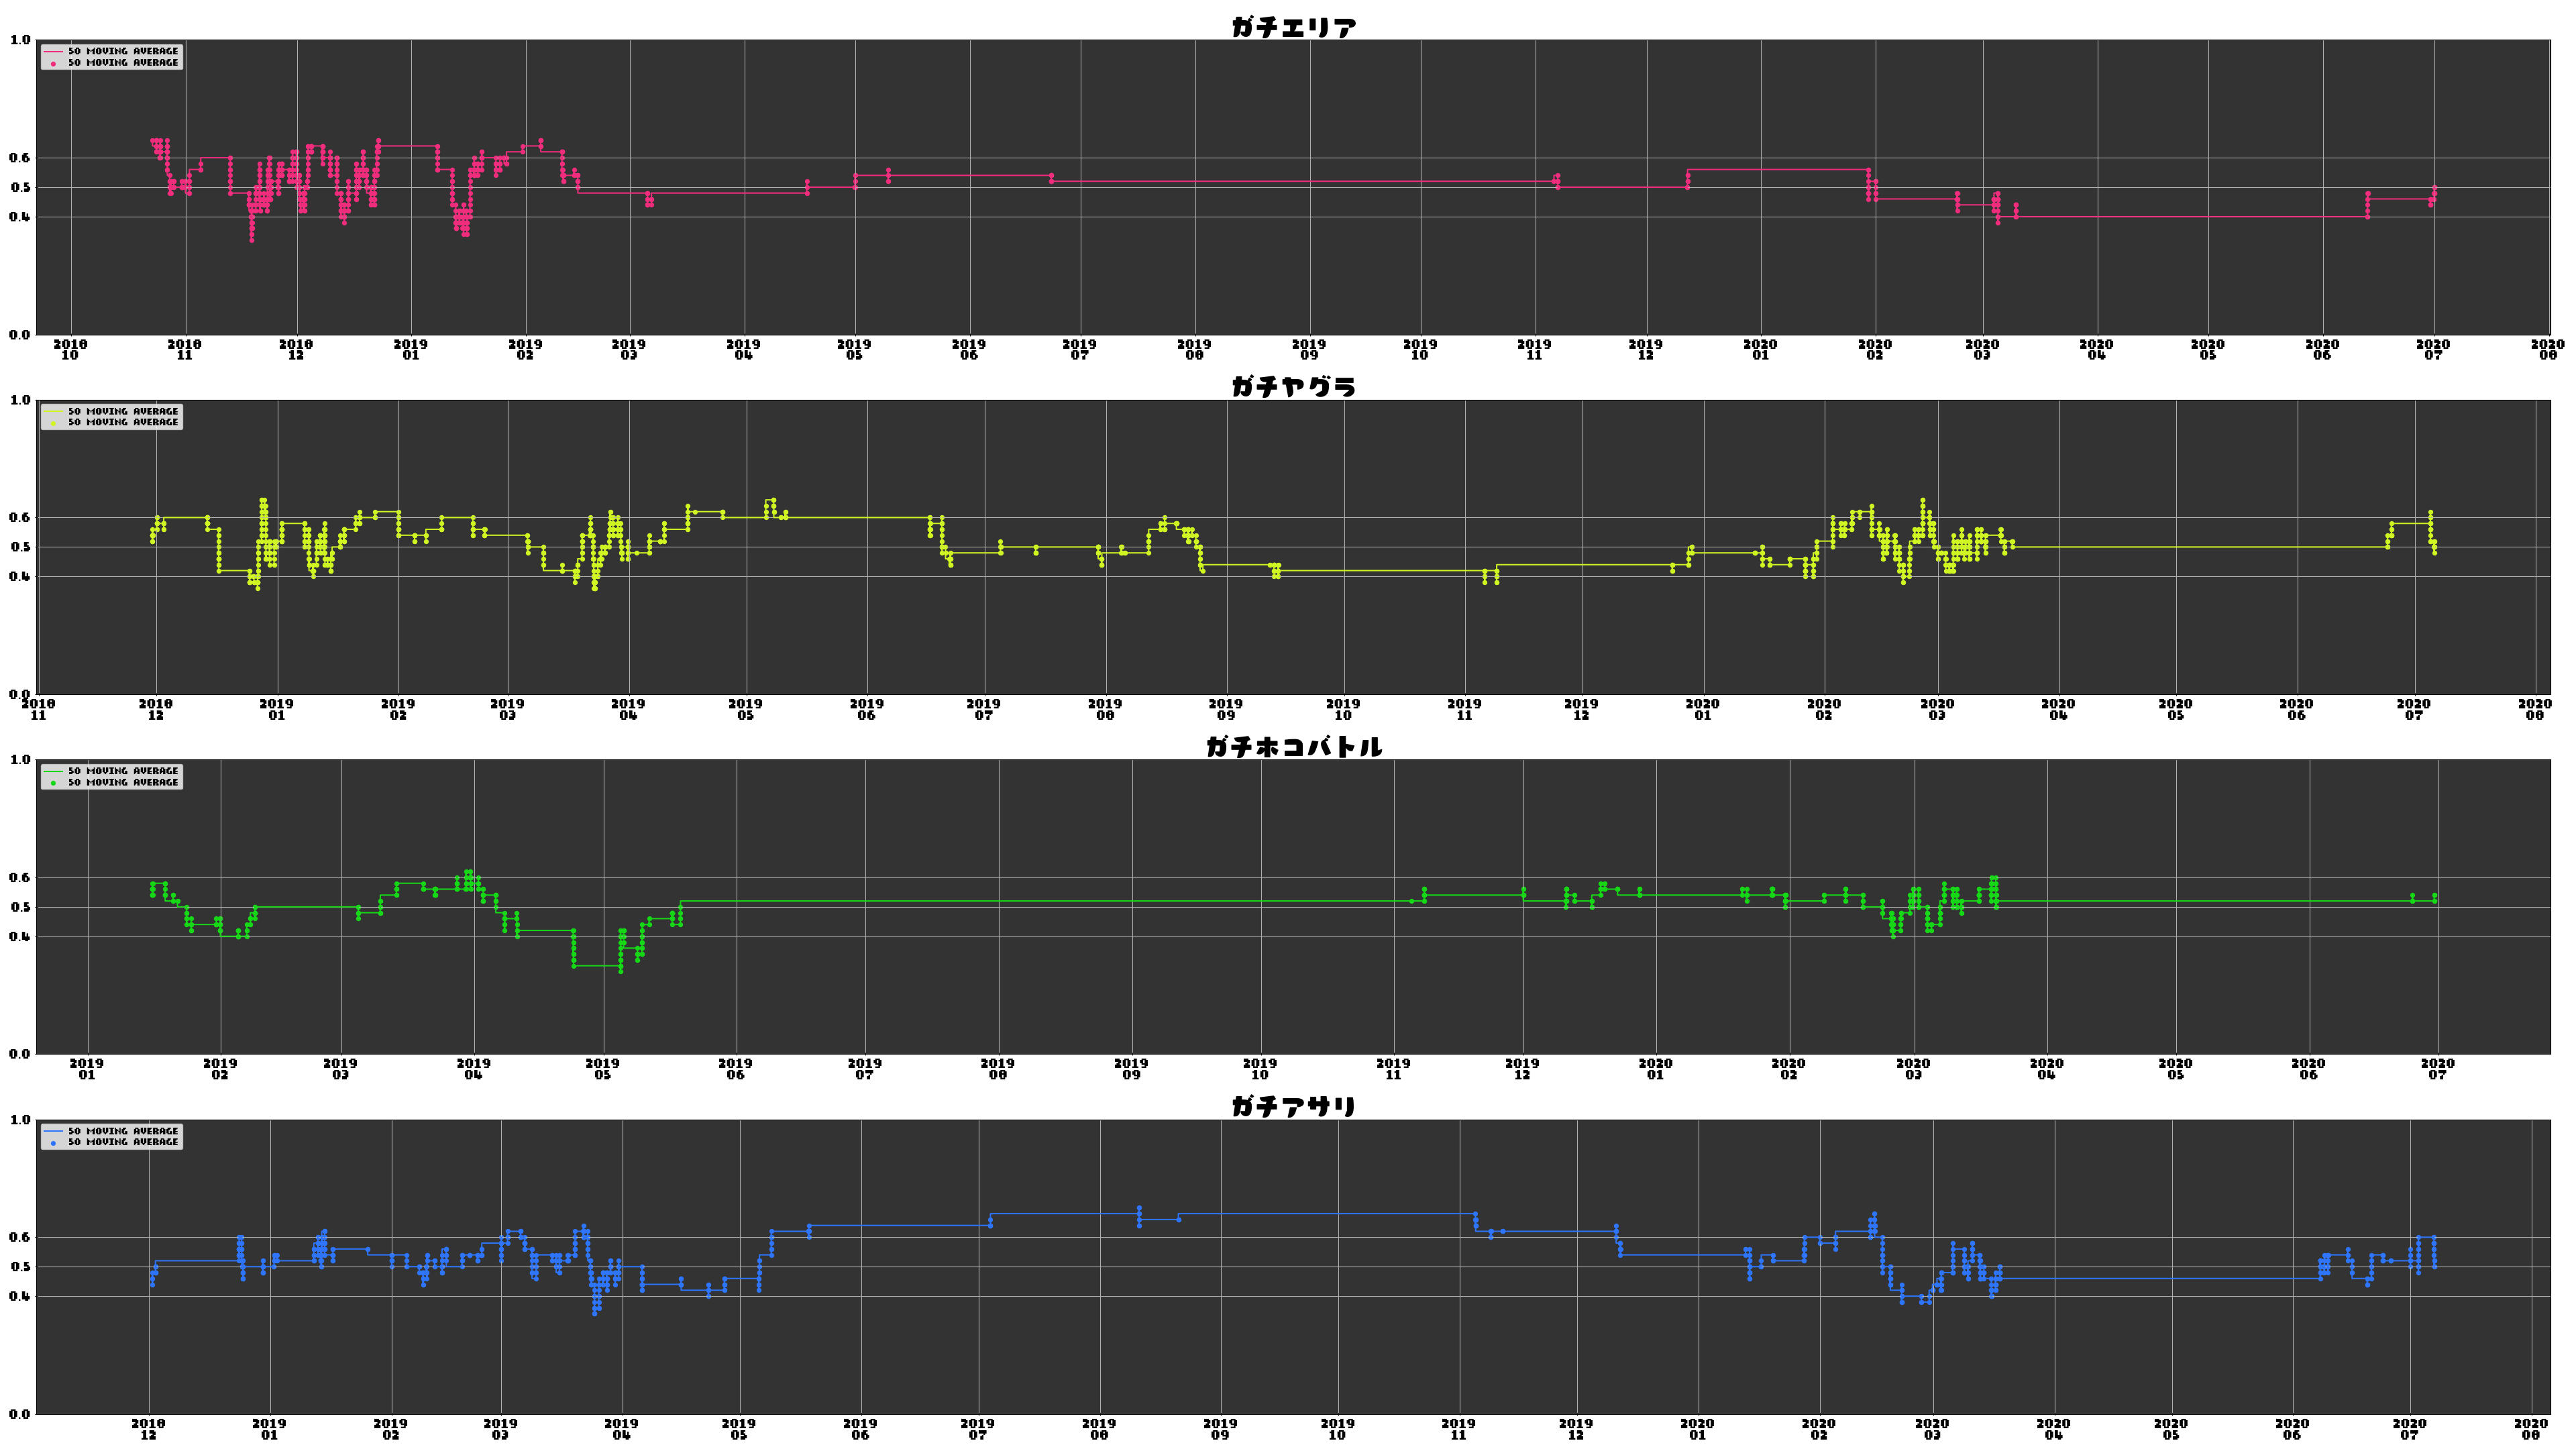 ガチエリア
1.0
50 MOVING AVERAGE
50 MOVING AVERAGE
0.6
0.5
0.4
0.0
2018 2018 2018 2019 2019 2019 2019 2019 2019 2019 2019 2019 2019 2019 2019 2020 2020 2020 2020 2020 2020 2020 2020
10 11 12 01 02 03 04 05 06 07 08 09 10 11 12 01 02 03 04 05 06 07 08
ガチヤグラ
1.0
50 MOVING AVERAGE
50 MOVING AVERAGE
0.6
0.5
0.4
0.0
2018 2018 2019 2019 2019 2019 2019 2019 2019 2019 2019 2019 2019 2019 2020 2020 2020 2020 2020 2020 2020 2020
11 12 01 02 03 04 05 06 07 08 09 10 11 12 01 02 03 04 05 06 07 08
ガチホコバトル
1.0
50 MOVING AVERAGE
50 MOVING AVERAGE
0.6
0.5
0.4
0.0
2019 2019 2019 2019 2019 2019 2019 2019 2019 2019 2019 2019 2020 2020 2020 2020 2020 2020 2020
01 02 03 04 05 06 07 08 09 10 11 12 01 02 03 04 05 06 07
ガチアサリ
1.0
50 MOVING AVERAGE
50 MOVING AVERAGE
0.6
0.5
0.4
0.0
2018 2019 2019 2019 2019 2019 2019 2019 2019 2019 2019 2019 2019 2020 2020 2020 2020 2020 2020 2020 2020
12 01 02 03 04 05 06 07 08 09 10 11 12 01 02 03 04 05 06 07 08